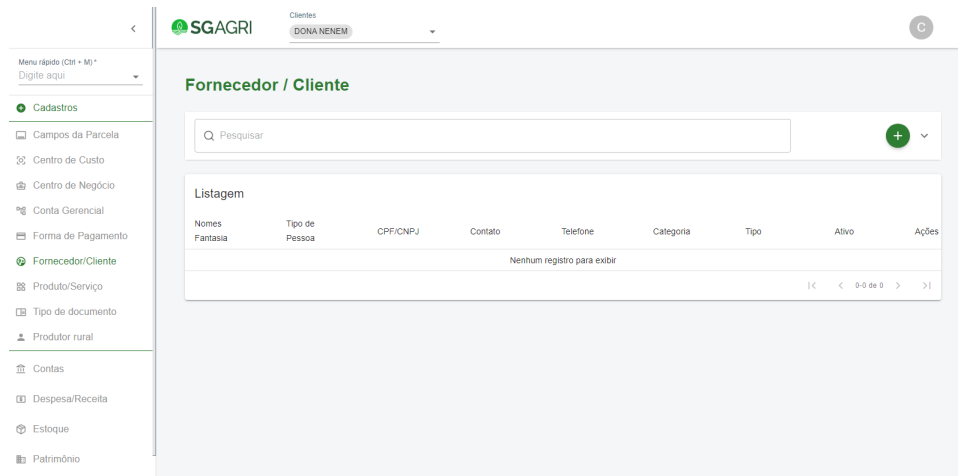 SGAGRI
Clientes
DONA NENEM
C
Menu rápido (Ctrl + M)*
Digite aqui
Cadastros
Campos da Parcela
Centro de Custo
Centro de Negócio
Conta Gerencial
Forma de Pagamento
Fornecedor/Cliente
Produto/Serviço
Tipo de documento
Produtor rural
Contas
Despesa/Receita
Estoque
Patrimônio
Fornecedor / Cliente
Pesquisar
Listagem
Nomes Fantasia
Tipo de Pessoa
CPF/CNPJ
Contato
Telefone
Categoria
Tipo
Ativo
Ações
Nenhum registro para exibir
0-0 de 0